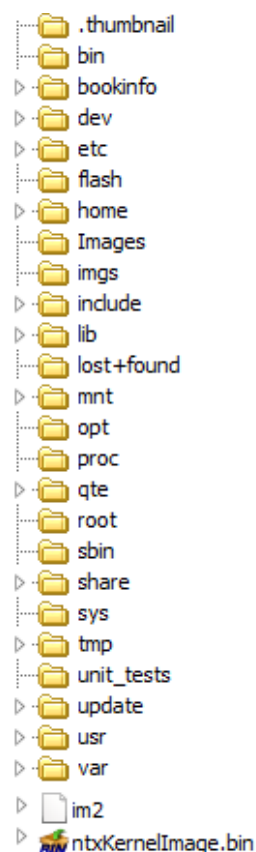 .thumbnail
bin
bookinfo
dev
etc
flash
home
Images
imgs
include
lib
lost+found
mnt
opt
proc
qte
root
sbin
share
sys
tmp
unit_tests
update
usr
var
im2
BIN ntxKernelImage.bin